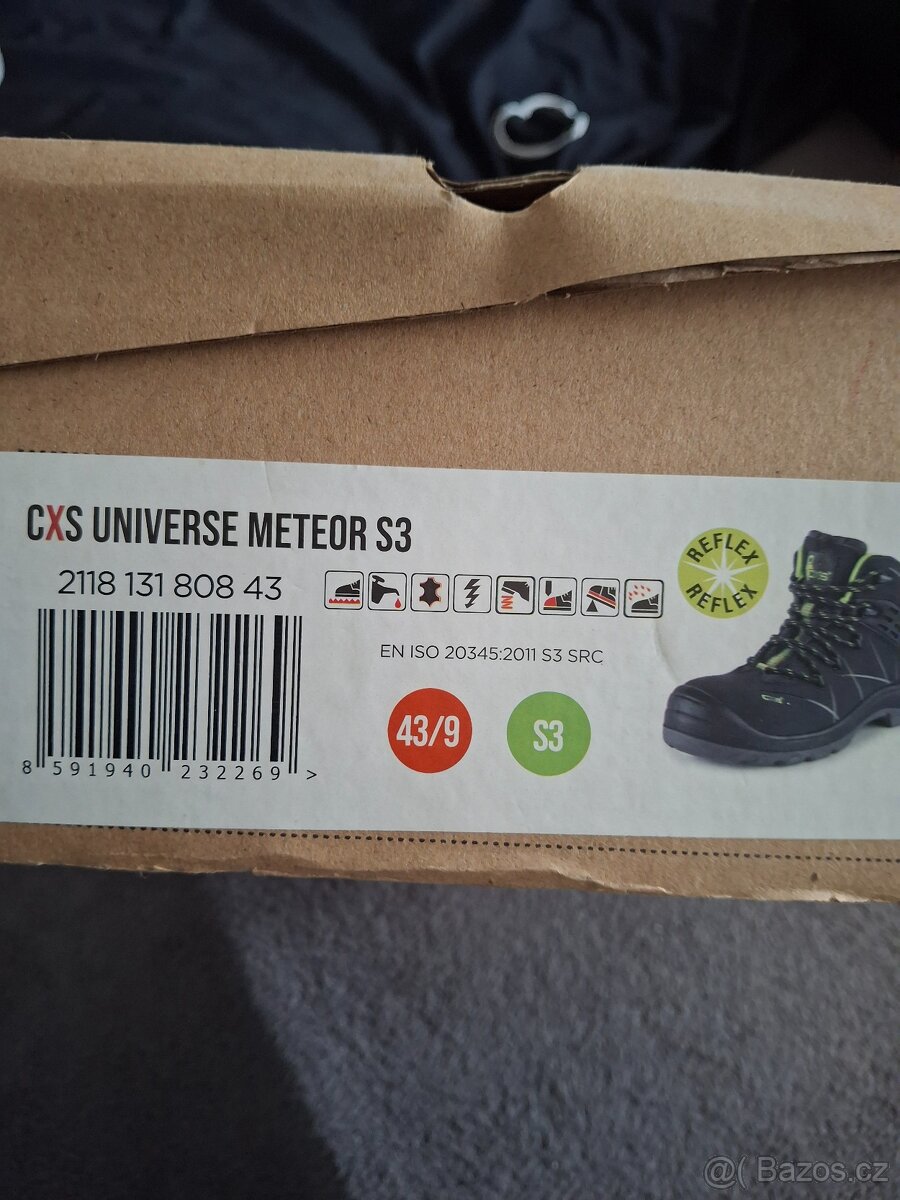 CXS UNIVERSE METEOR S3
2118 131 808 43
REFLEX
REFLEX
EN ISO 20345:2011 S3 SRC
43/9
S3
8 591940 232269 >
@( Bazos.cz